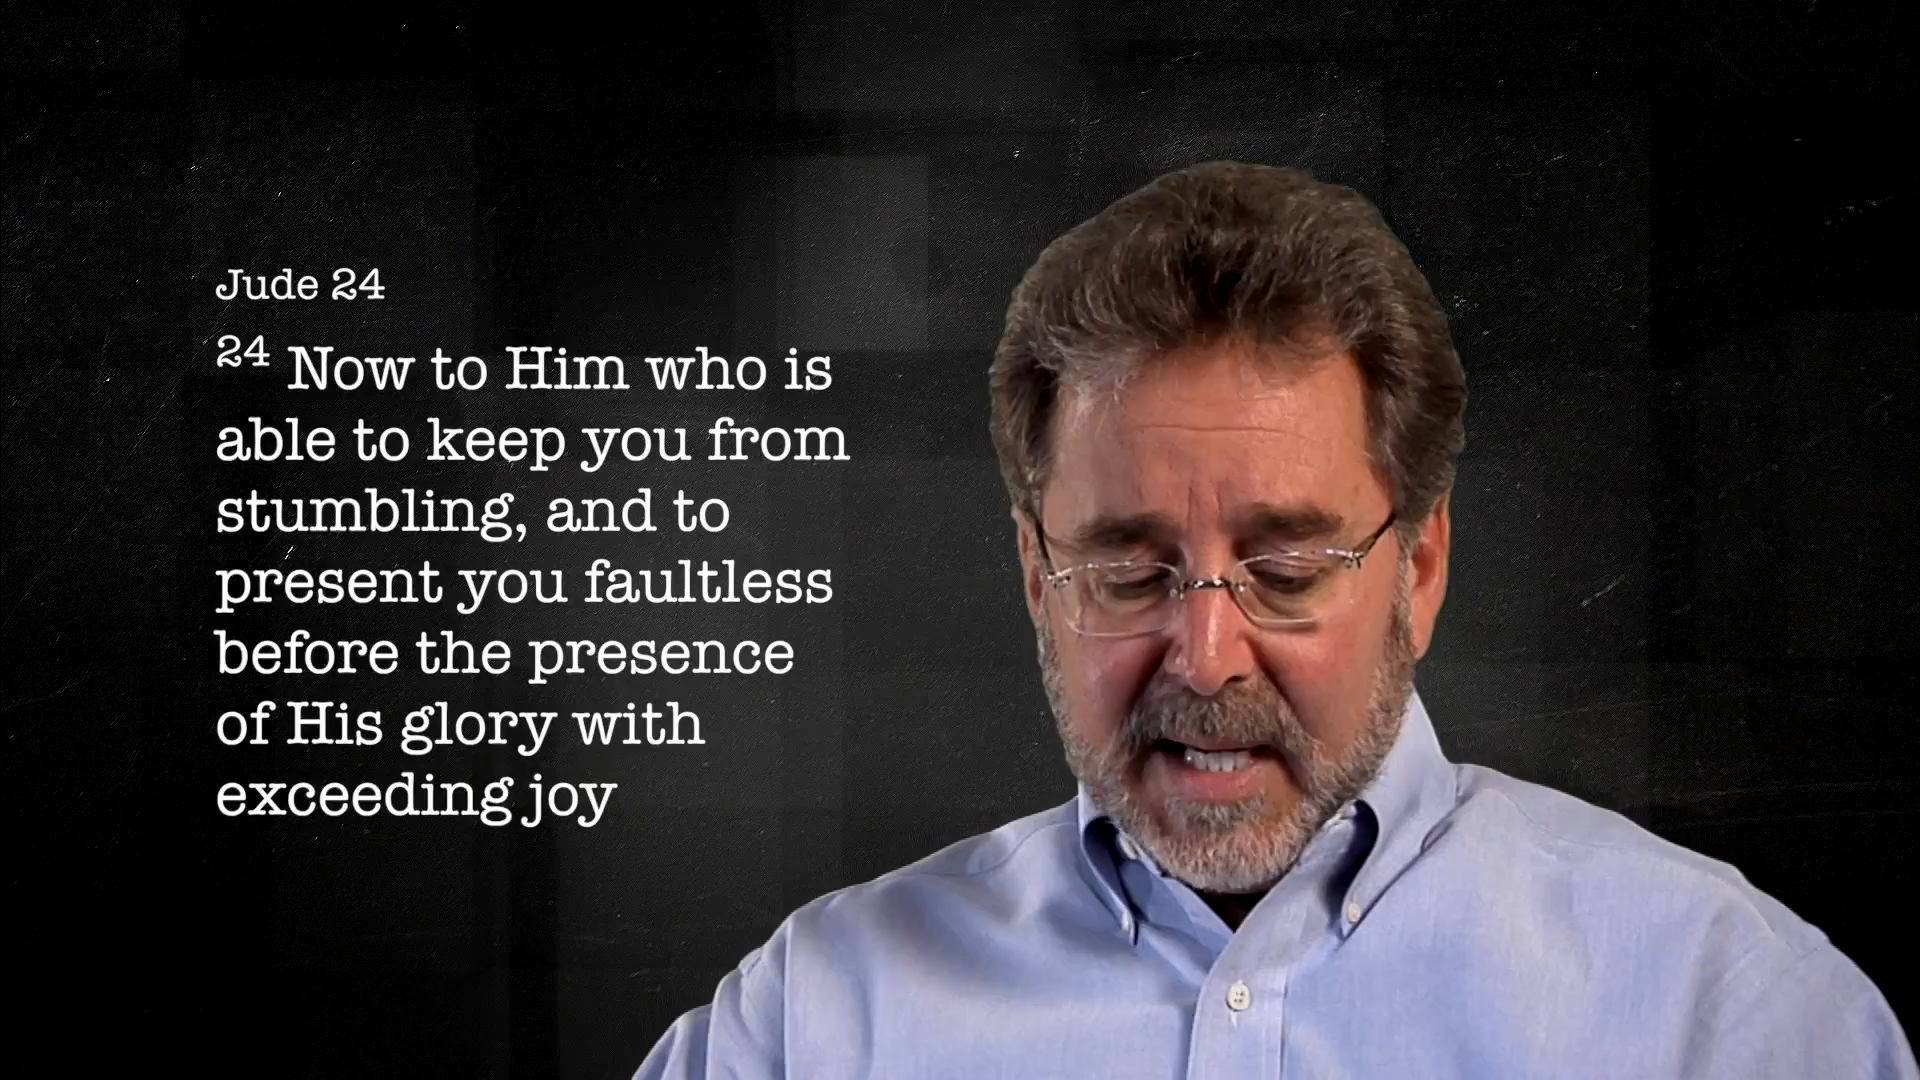 Jude 24
24 Now to Him who is
able to keep you from
stumbling, and to
present you faultless
before the presence
of His glory with
exceeding joy